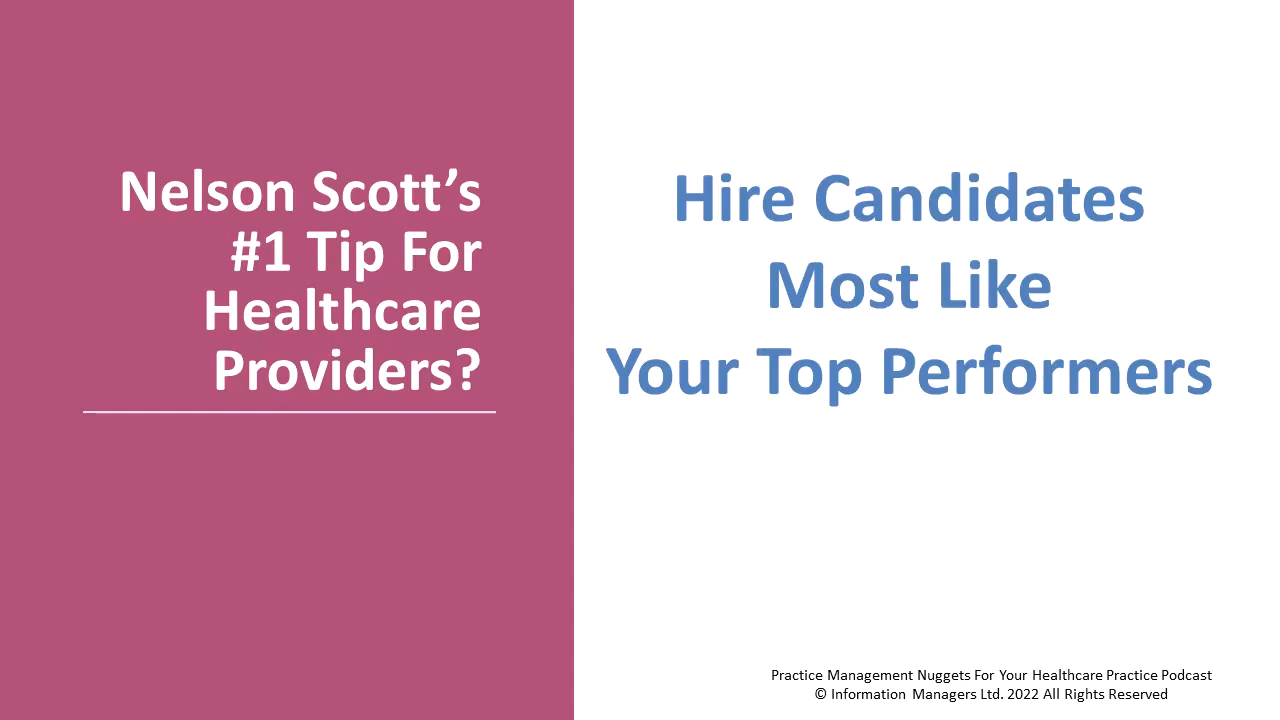 Nelson Scott’s
#1 Tip For
Healthcare
Providers?
Hire Candidates
Most Like
Your Top Performers
Practice Management Nuggets For Your Healthcare Practice Podcast
© Information Managers Ltd. 2022 All Rights Reserved